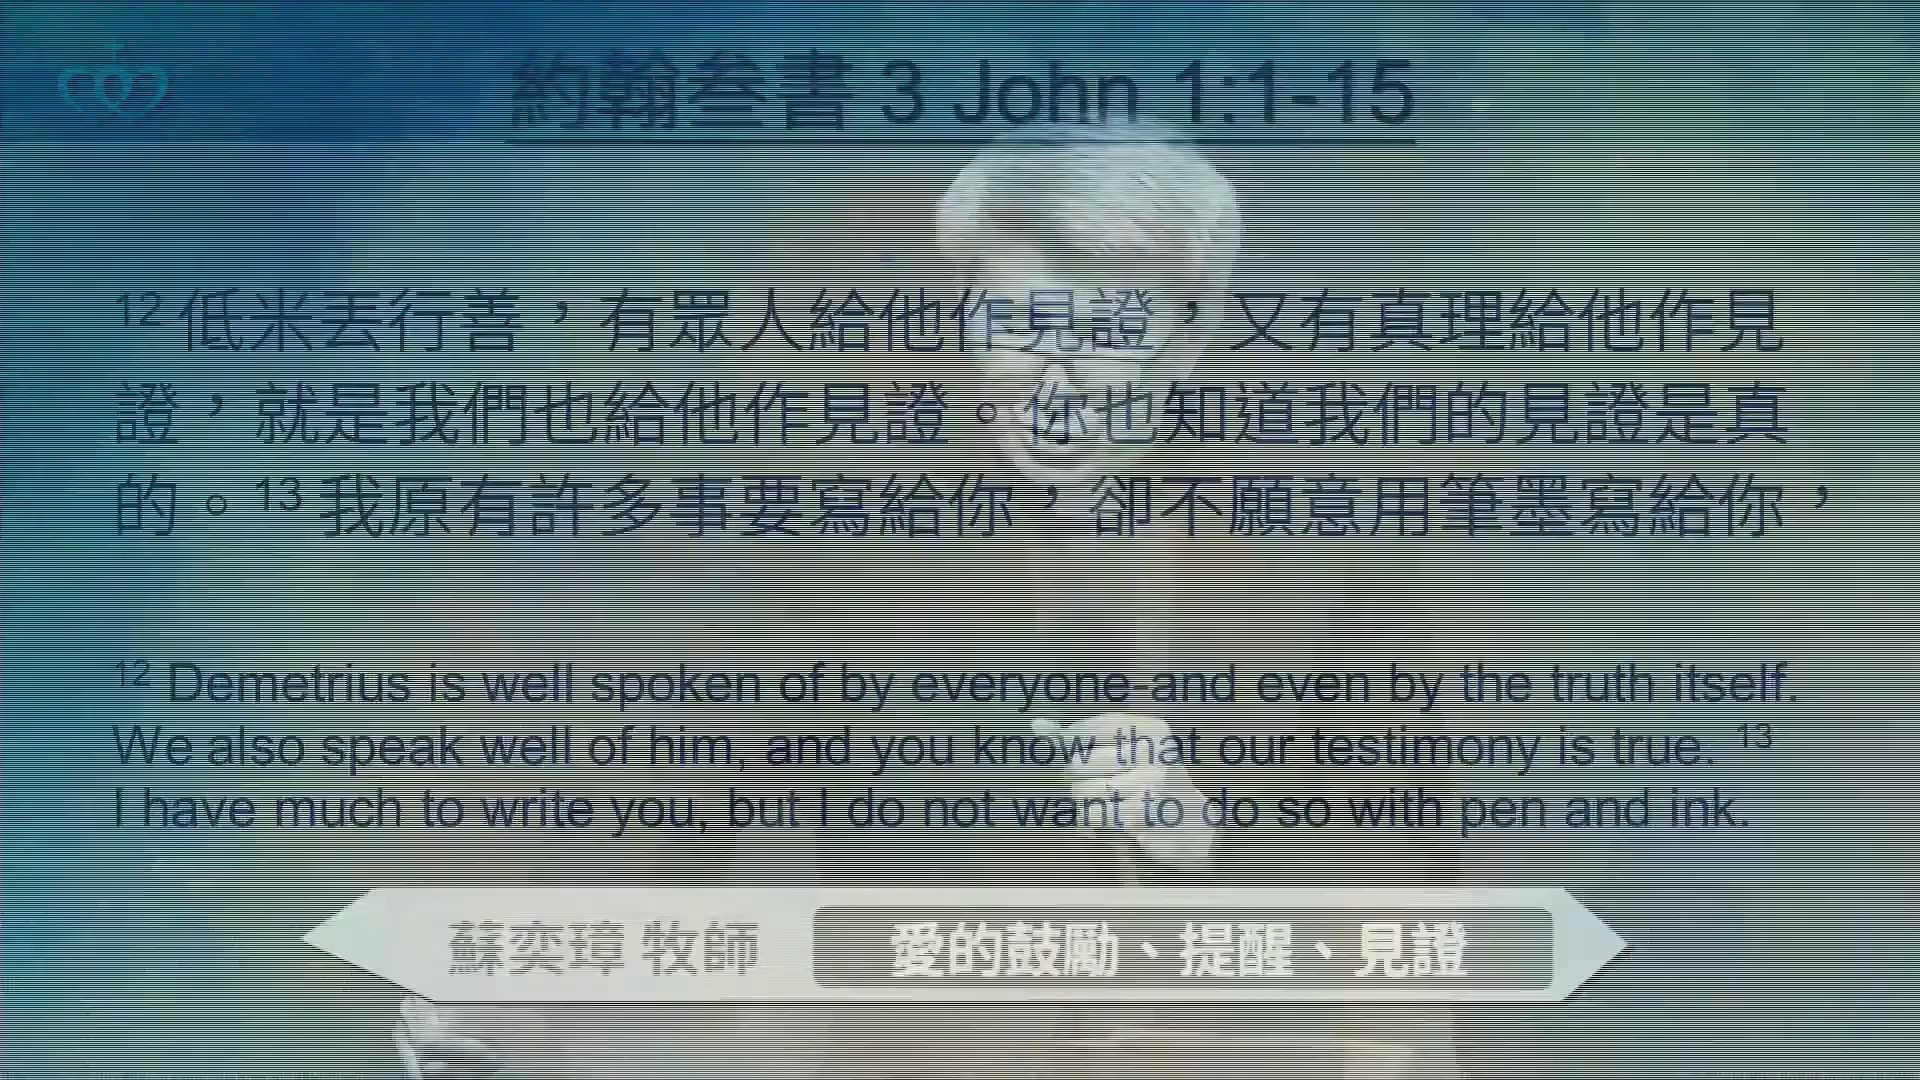 約翰叁書 3 John 1:1-15
12 低米丟行善，有眾人給他作見證，又有真理給他作見
證，就是我們也給他作見證。你也知道我們的見證是真
的。13 我原有許多事要寫給你，卻不願意用筆墨寫給你，
12 Demetrius is well spoken of by everyone-and even by the truth itself.
We also speak well of him, and you know that our testimony is true. 13
I have much to write you, but I do not want to do so with pen and ink.
蘇奕璋 牧師 愛的鼓勵、提醒、見證